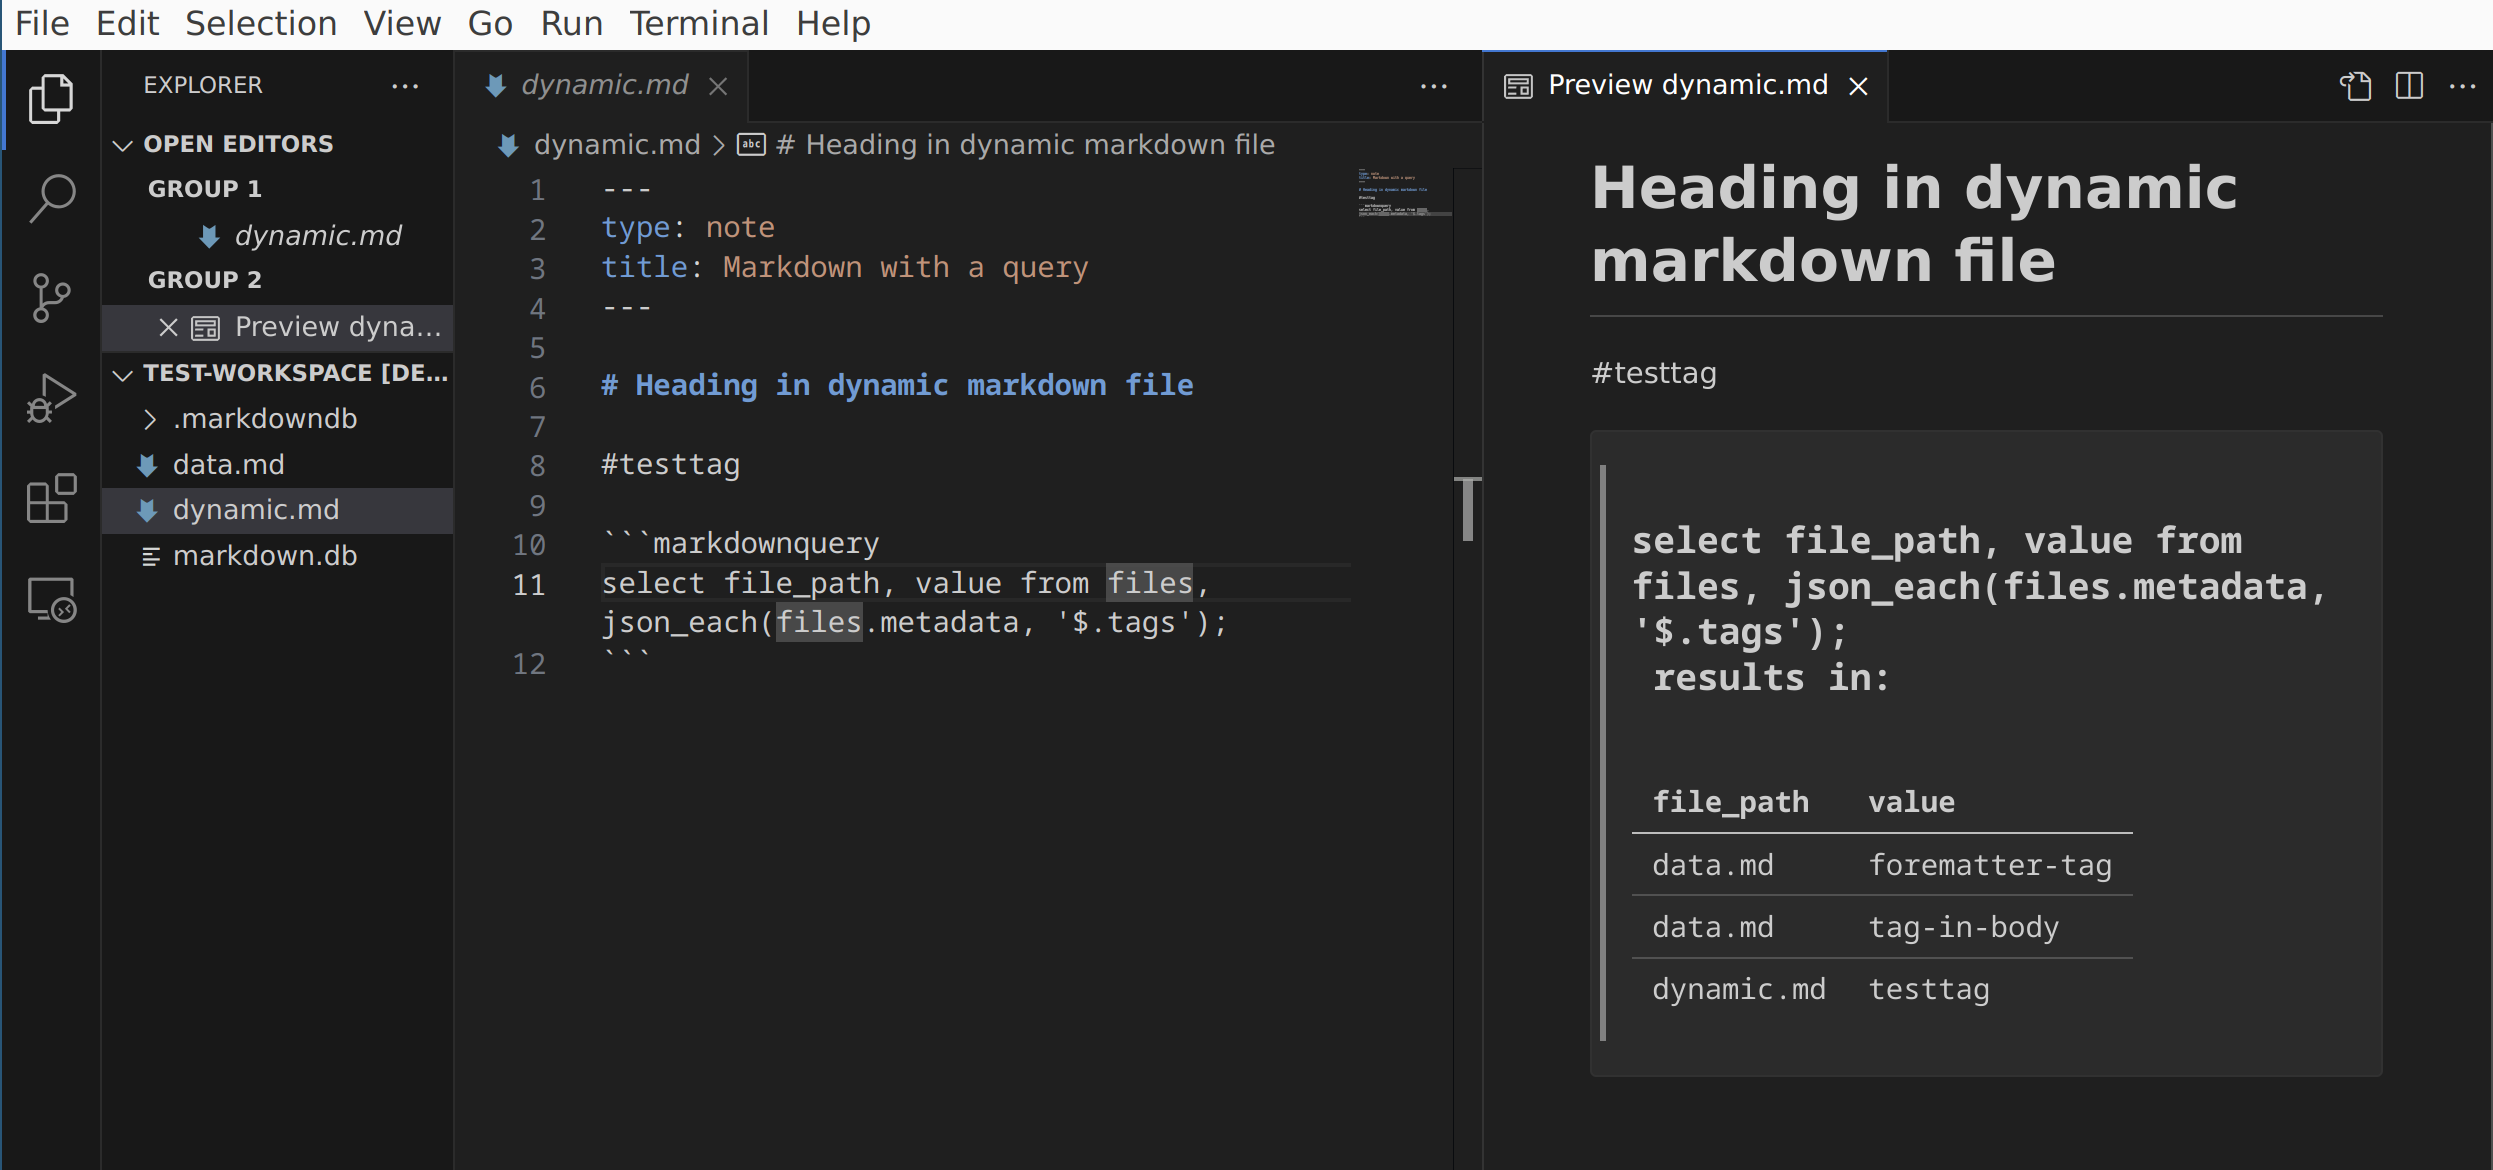 File Edit Selection View Go Run Terminal Help
EXPLORER
OPEN EDITORS
GROUP 1
dynamic.md
GROUP 2
Preview dyna...
TEST-WORKSPACE [DE...
.markdowndb
data.md
dynamic.md
markdown.db
dynamic.md
dynamic.md > abc # Heading in dynamic markdown file
1 ---
2 type: note
3 title: Markdown with a query
4 ---
5
6 # Heading in dynamic markdown file
7
8 #testtag
9
10 ```markdownquery
11 select file_path, value from files,
json_each(files.metadata, '$.tags');
12 ```
Preview dynamic.md
Heading in dynamic
markdown file
#testtag
select file_path, value from
files, json_each(files.metadata,
'$.tags');
results in:
file_path value
data.md forematter-tag
data.md tag-in-body
dynamic.md testtag